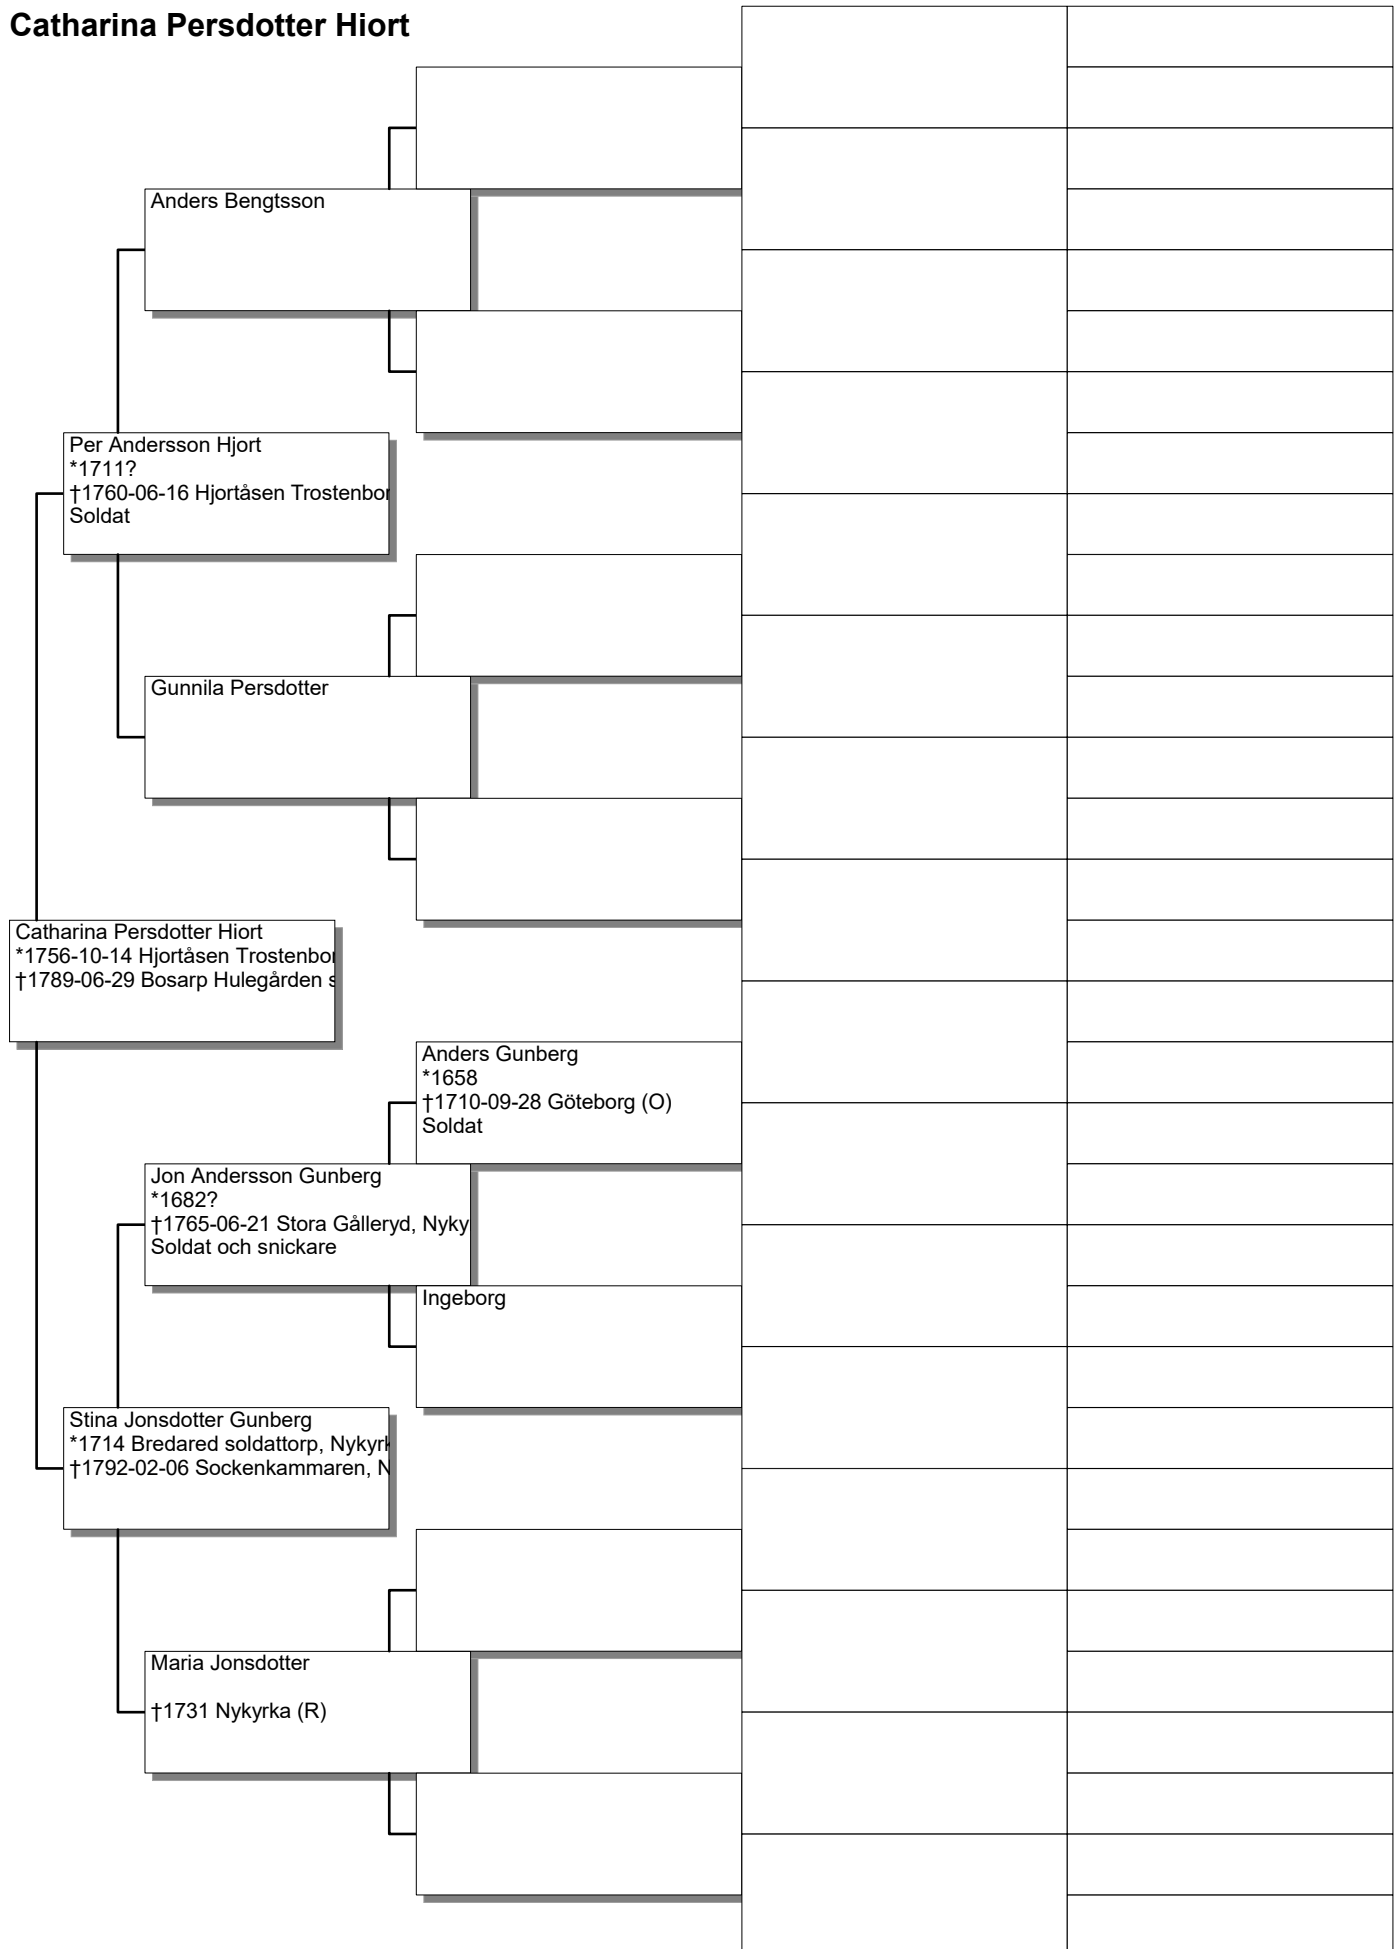 Catharina Persdotter Hiort
Anders Bengtsson
Per Andersson Hjort
*1711?
†1760-06-16 Hjortåsen Trostenbor
Soldat
Gunnila Persdotter
Catharina Persdotter Hiort
*1756-10-14 Hjortåsen Trostenbor
†1789-06-29 Bosarp Hulegården s
Anders Gunberg
*1658
†1710-09-28 Göteborg (O)
Soldat
Jon Andersson Gunberg
*1682?
†1765-06-21 Stora Gålleryd, Nyky
Soldat och snickare
Ingeborg
Stina Jonsdotter Gunberg
*1714 Bredared soldattorp, Nykyrk
†1792-02-06 Sockenkammaren, N
Maria Jonsdotter
†1731 Nykyrka (R)